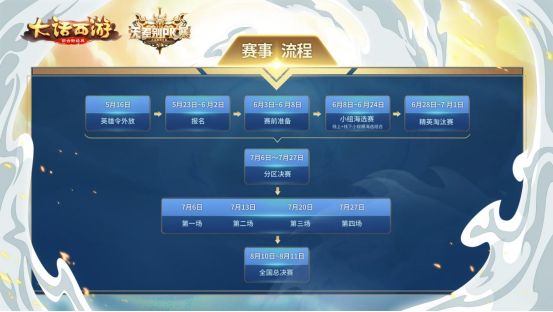 大话西游
无差别PK赛
赛事 流程
5月16日
英雄令外放
5月23日~6月2日
报名
6月3日~6月8日
赛前准备
6月8日~6月24日
小组海选赛
6月28日~7月1日
精英淘汰赛
7月6日~7月27日
分区决赛
7月6日 7月13日 7月20日 7月27日
第一场 第二场 第三场 第四场
8月10日~8月11日
全国总决赛